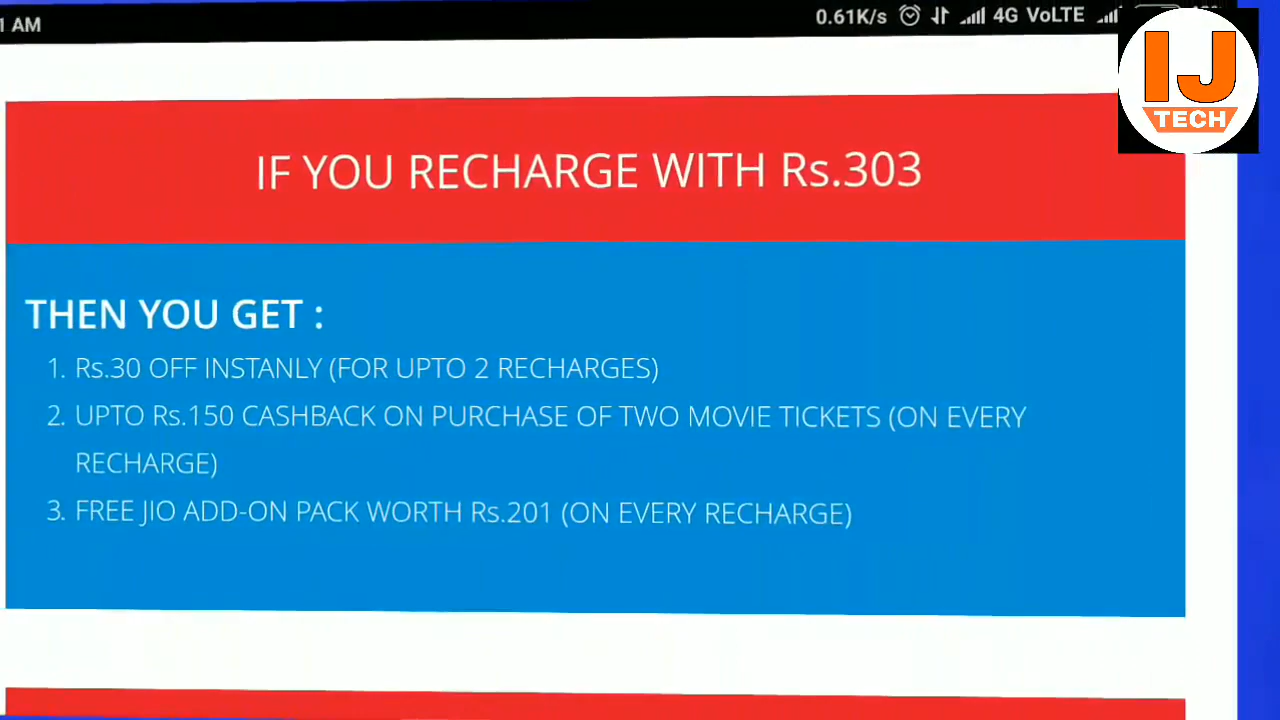 1 AM
0.61K/s 4G VoLTE
IJ
TECH
IF YOU RECHARGE WITH Rs.303
THEN YOU GET :
1. Rs.30 OFF INSTANLY (FOR UPTO 2 RECHARGES)
2. UPTO Rs.150 CASHBACK ON PURCHASE OF TWO MOVIE TICKETS (ON EVERY
RECHARGE)
3. FREE JIO ADD-ON PACK WORTH Rs.201 (ON EVERY RECHARGE)